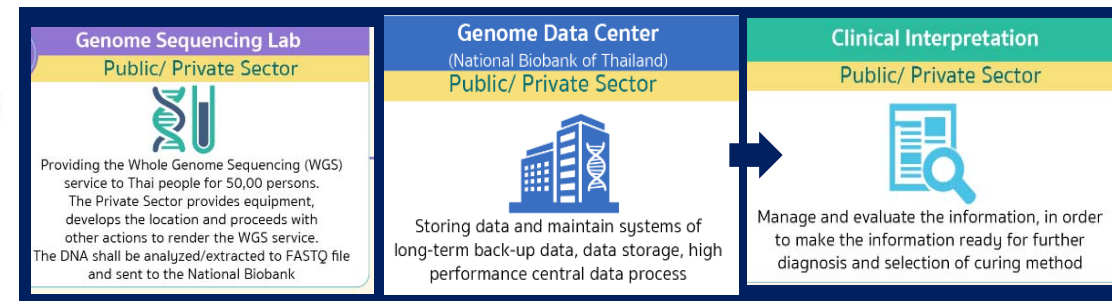 Genome Sequencing Lab
Public/ Private Sector
Providing the Whole Genome Sequencing (WGS)
service to Thai people for 50,00 persons.
The Private Sector provides equipment,
develops the location and proceeds with
other actions to render the WGS service.
The DNA shall be analyzed/extracted to FASTQ file
and sent to the National Biobank
Genome Data Center
(National Biobank of Thailand)
Public/ Private Sector
Storing data and maintain systems of
long-term back-up data, data storage, high
performance central data process
Clinical Interpretation
Public/ Private Sector
Manage and evaluate the information, in order
to make the information ready for further
diagnosis and selection of curing method